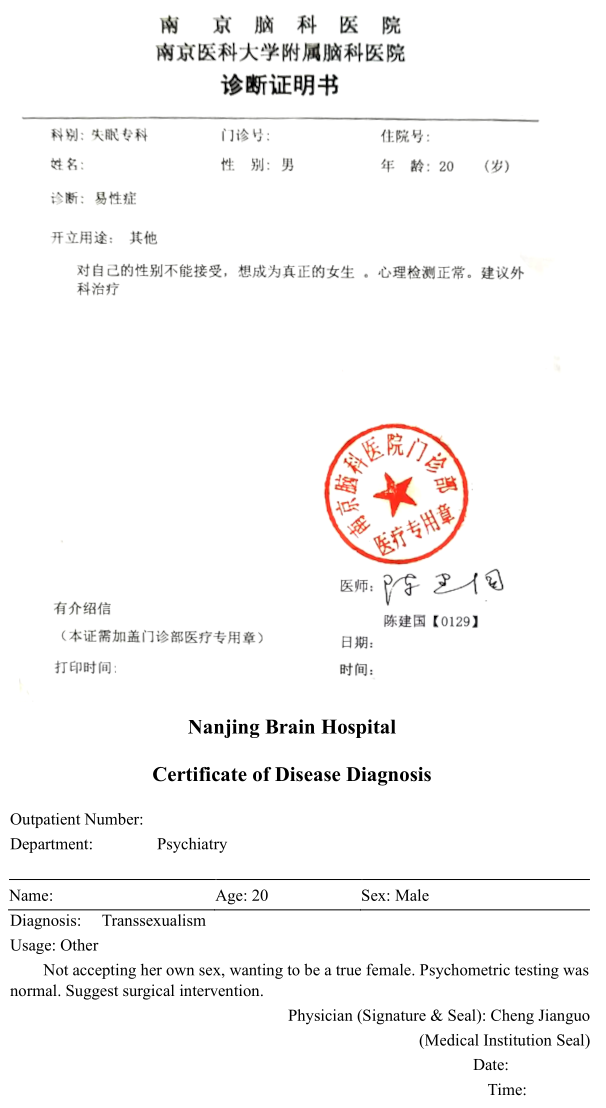 南京脑科医院
南京医科大学附属脑科医院
诊断证明书
科别: 失眠专科 门诊号: 住院号:
姓名: 性 别: 男 年 龄: 20 （岁）
诊断: 易性症
开立用途: 其他
对自己的性别不能接受，想成为真正的女生 。心理检测正常。建议外
科治疗
南京脑科医院门诊部
医疗专用章
医师: 陈建国
陈建国【0129】
有介绍信
（本证需加盖门诊部医疗专用章）
日期:
打印时间:
时间:
Nanjing Brain Hospital
Certificate of Disease Diagnosis
Outpatient Number:
Department: Psychiatry
Name: Age: 20 Sex: Male
Diagnosis: Transsexualism
Usage: Other
Not accepting her own sex, wanting to be a true female. Psychometric testing was
normal. Suggest surgical intervention.
Physician (Signature & Seal): Cheng Jianguo
(Medical Institution Seal)
Date:
Time: